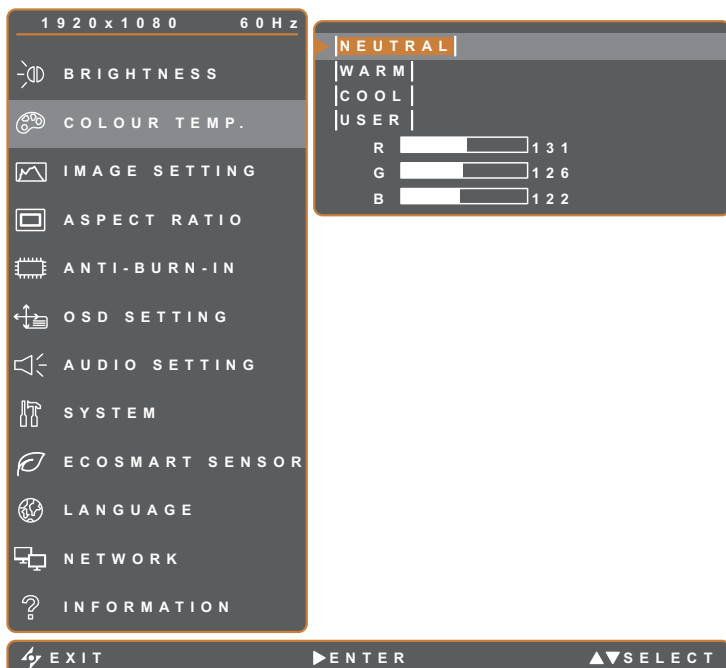 1920x1080 60Hz
BRIGHTNESS
COLOUR TEMP.
IMAGE SETTING
ASPECT RATIO
ANTI-BURN-IN
OSD SETTING
AUDIO SETTING
SYSTEM
ECOSMART SENSOR
LANGUAGE
NETWORK
INFORMATION
NEUTRAL
WARM
COOL
USER
R 131
G 126
B 122
EXIT ENTER SELECT